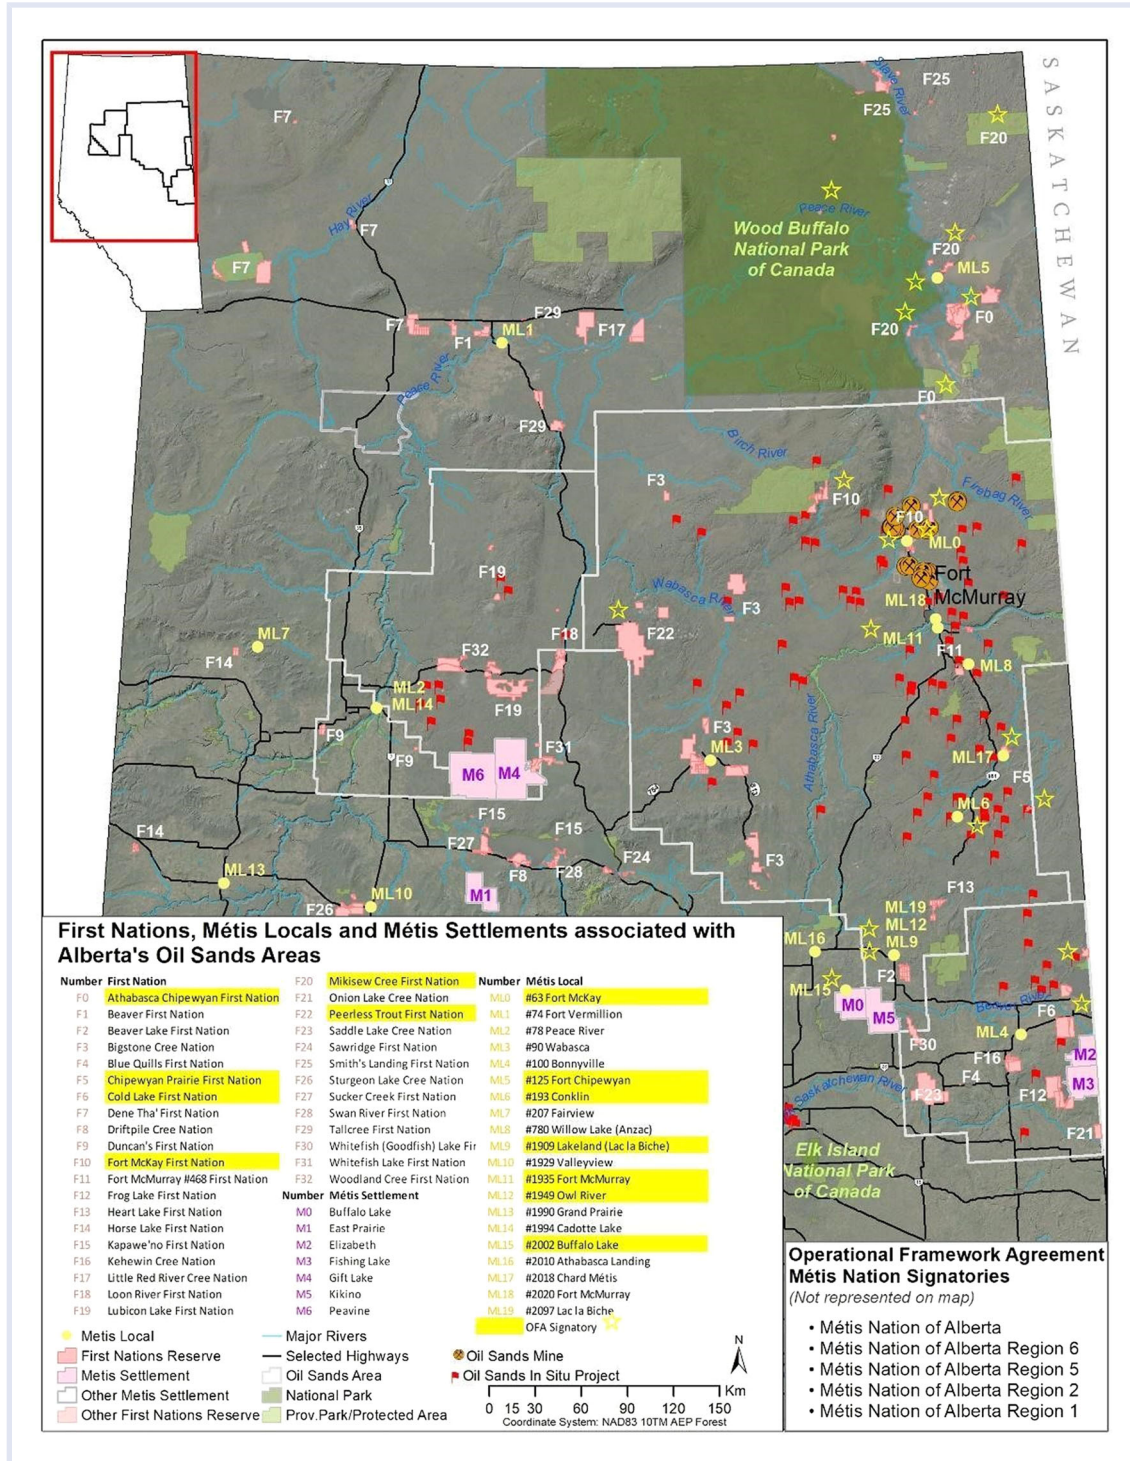 SASKATCHEWAN
Slave River
F25
F25
F7
F20
Hay River
F7
Peace River
Wood Buffalo
National Park
of Canada
F20
F7
ML5
F0
F20
F7
F29
F17
F1
ML1
Peace River
F0
F29
Birch River
F3
F10
Firebag River
F10
ML0
F19
Fort
McMurray
Wabasca River
F3
ML18
ML7
F14
F18
F22
ML11
F11
F32
ML8
ML2
ML14
F19
Athabasca River
F9
F9
F3
ML3
F31
M6
M4
ML17
F5
ML6
F15
F15
F14
F27
F8
F28
F24
F3
ML13
M1
ML10
F26
F13
ML19
ML12
ML9
ML16
F2
ML15
M0
M5
Beaver River
F6
ML4
F30
M2
F16
F4
M3
Saskatchewan River
F23
F12
F21
Elk Island
National Park
of Canada
First Nations, Métis Locals and Métis Settlements associated with
Alberta's Oil Sands Areas
Number First Nation
F0 Athabasca Chipewyan First Nation
F1 Beaver First Nation
F2 Beaver Lake First Nation
F3 Bigstone Cree Nation
F4 Blue Quills First Nation
F5 Chipewyan Prairie First Nation
F6 Cold Lake First Nation
F7 Dene Tha' First Nation
F8 Driftpile Cree Nation
F9 Duncan's First Nation
F10 Fort McKay First Nation
F11 Fort McMurray #468 First Nation
F12 Frog Lake First Nation
F13 Heart Lake First Nation
F14 Horse Lake First Nation
F15 Kapawe'no First Nation
F16 Kehewin Cree Nation
F17 Little Red River Cree Nation
F18 Loon River First Nation
F19 Lubicon Lake First Nation
F20 Mikisew Cree First Nation
F21 Onion Lake Cree Nation
F22 Peerless Trout First Nation
F23 Saddle Lake Cree Nation
F24 Sawridge First Nation
F25 Smith's Landing First Nation
F26 Sturgeon Lake Cree Nation
F27 Sucker Creek First Nation
F28 Swan River First Nation
F29 Tallcree First Nation
F30 Whitefish (Goodfish) Lake Fir
F31 Whitefish Lake First Nation
F32 Woodland Cree First Nation
Number Métis Settlement
M0 Buffalo Lake
M1 East Prairie
M2 Elizabeth
M3 Fishing Lake
M4 Gift Lake
M5 Kikino
M6 Peavine
Number Métis Local
ML0 #63 Fort McKay
ML1 #74 Fort Vermillion
ML2 #78 Peace River
ML3 #90 Wabasca
ML4 #100 Bonnyville
ML5 #125 Fort Chipewyan
ML6 #193 Conklin
ML7 #207 Fairview
ML8 #780 Willow Lake (Anzac)
ML9 #1909 Lakeland (Lac la Biche)
ML10 #1929 Valleyview
ML11 #1935 Fort McMurray
ML12 #1949 Owl River
ML13 #1990 Grand Prairie
ML14 #1994 Cadotte Lake
ML15 #2002 Buffalo Lake
ML16 #2010 Athabasca Landing
ML17 #2018 Chard Métis
ML18 #2020 Fort McMurray
ML19 #2097 Lac la Biche
OFA Signatory
Metis Local
First Nations Reserve
Metis Settlement
Other Metis Settlement
Other First Nations Reserve
Major Rivers
Selected Highways
Oil Sands Area
National Park
Prov.Park/Protected Area
Oil Sands Mine
Oil Sands In Situ Project
N
Km
0 15 30 60 90 120 150
Coordinate System: NAD83 10TM AEP Forest
Operational Framework Agreement
Métis Nation Signatories
(Not represented on map)
• Métis Nation of Alberta
• Métis Nation of Alberta Region 6
• Métis Nation of Alberta Region 5
• Métis Nation of Alberta Region 2
• Métis Nation of Alberta Region 1